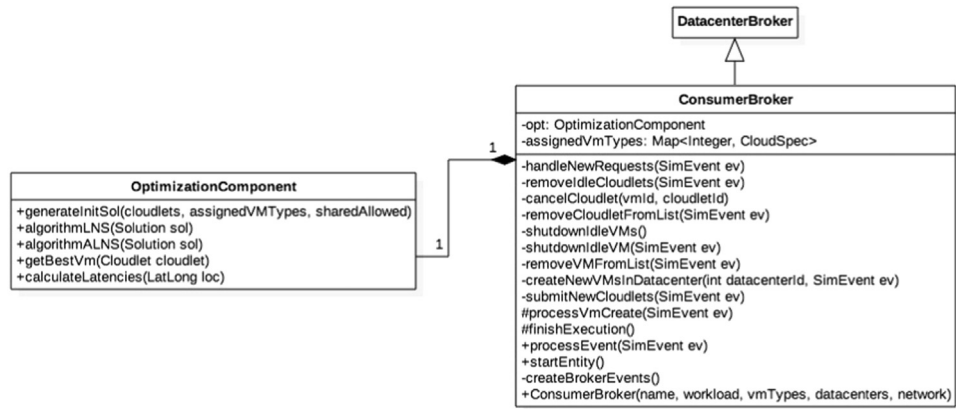 DatacenterBroker
ConsumerBroker
-opt: OptimizationComponent
-assignedVmTypes: Map<Integer, CloudSpec>
-handleNewRequests(SimEvent ev)
-removeIdleCloudlets(SimEvent ev)
-cancelCloudlet(vmId, cloudletId)
-removeCloudletFromList(SimEvent ev)
-shutdownIdleVMs()
-shutdownIdleVM(SimEvent ev)
-removeVMFromList(SimEvent ev)
-createNewVMsInDatacenter(int datacenterId, SimEvent ev)
-submitNewCloudlets(SimEvent ev)
#processVmCreate(SimEvent ev)
#finishExecution()
+processEvent(SimEvent ev)
+startEntity()
-createBrokerEvents()
+ConsumerBroker(name, workload, vmTypes, datacenters, network)
1
1
OptimizationComponent
+generateInitSol(cloudlets, assignedVMTypes, sharedAllowed)
+algorithmLNS(Solution sol)
+algorithmALNS(Solution sol)
+getBestVm(Cloudlet cloudlet)
+calculateLatencies(LatLong loc)